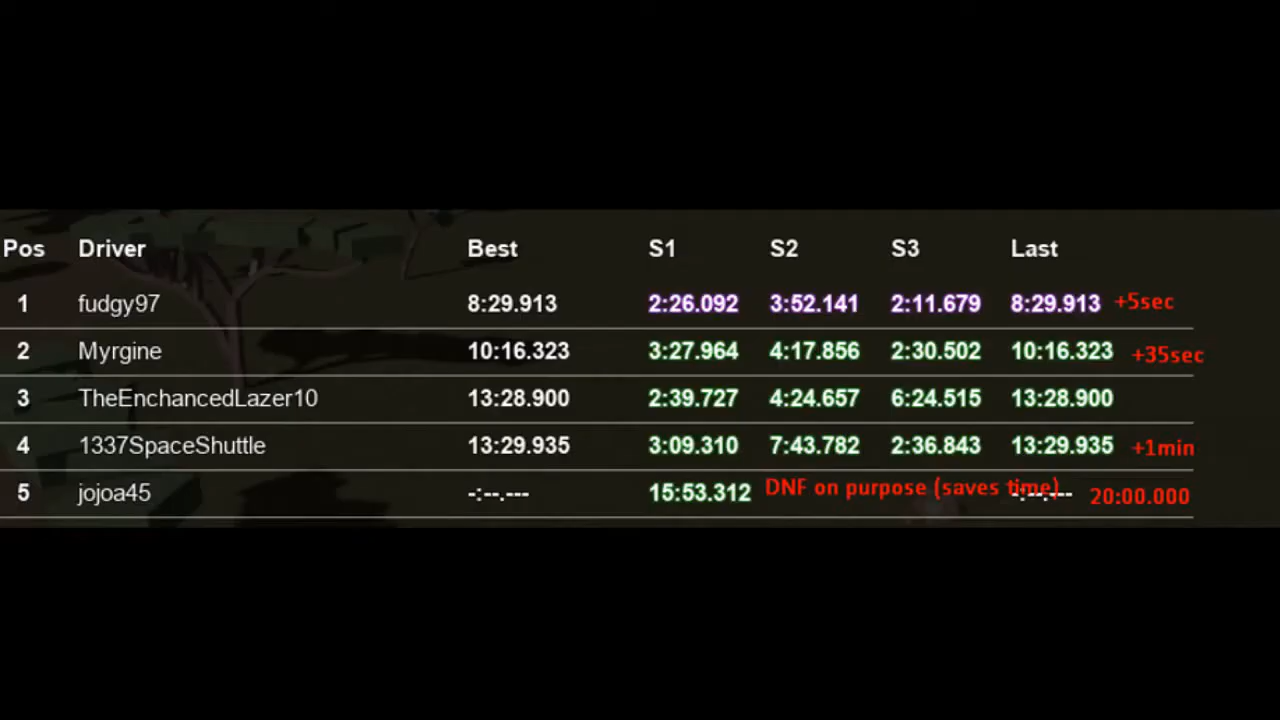 Pos Driver Best S1 S2 S3 Last
1 fudgy97 8:29.913 2:26.092 3:52.141 2:11.679 8:29.913 +5sec
2 Myrgine 10:16.323 3:27.964 4:17.856 2:30.502 10:16.323 +35sec
3 TheEnchancedLazer10 13:28.900 2:39.727 4:24.657 6:24.515 13:28.900
4 1337SpaceShuttle 13:29.935 3:09.310 7:43.782 2:36.843 13:29.935 +1min
5 jojoa45 -:--.--- 15:53.312 DNF on purpose (saves time) -:--.--- 20:00.000